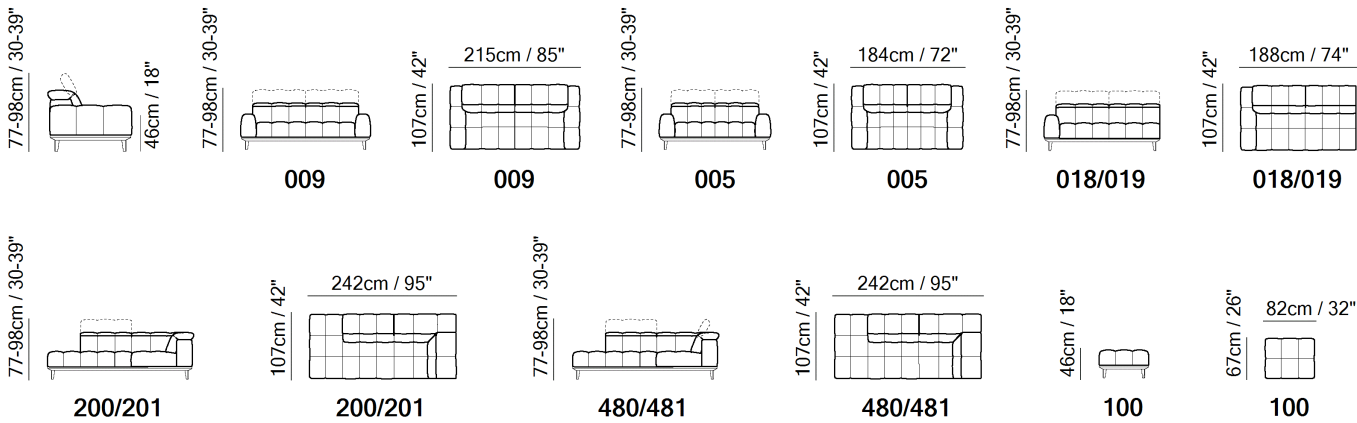 77-98cm / 30-39"
46cm / 18"
77-98cm / 30-39"
009
107cm / 42"
215cm / 85"
009
77-98cm / 30-39"
005
107cm / 42"
184cm / 72"
005
77-98cm / 30-39"
018/019
107cm / 42"
188cm / 74"
018/019
77-98cm / 30-39"
200/201
107cm / 42"
242cm / 95"
200/201
77-98cm / 30-39"
480/481
107cm / 42"
242cm / 95"
480/481
46cm / 18"
100
67cm / 26"
82cm / 32"
100